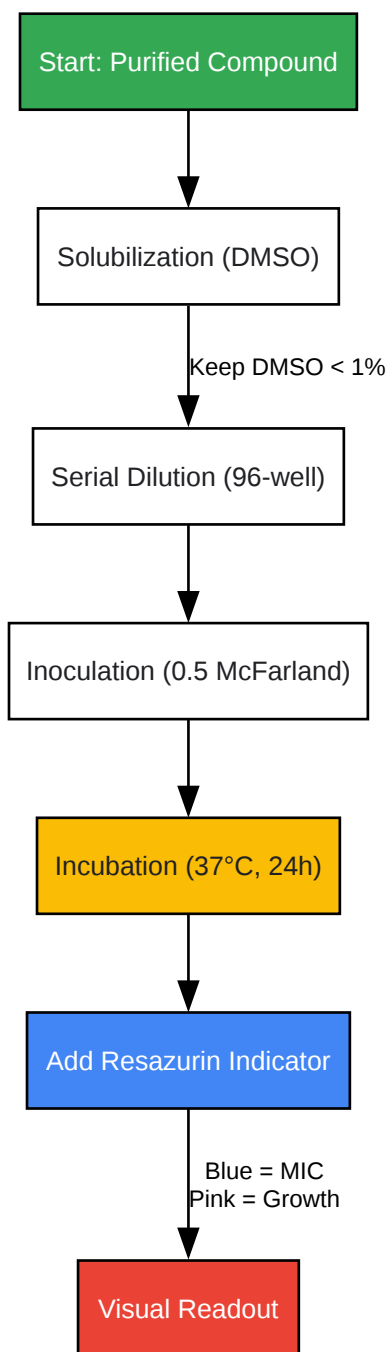 Start: Purified Compound
Solubilization (DMSO)
Keep DMSO < 1%
Serial Dilution (96-well)
Inoculation (0.5 McFarland)
Incubation (37°C, 24h)
Add Resazurin Indicator
Blue = MIC
Pink = Growth
Visual Readout